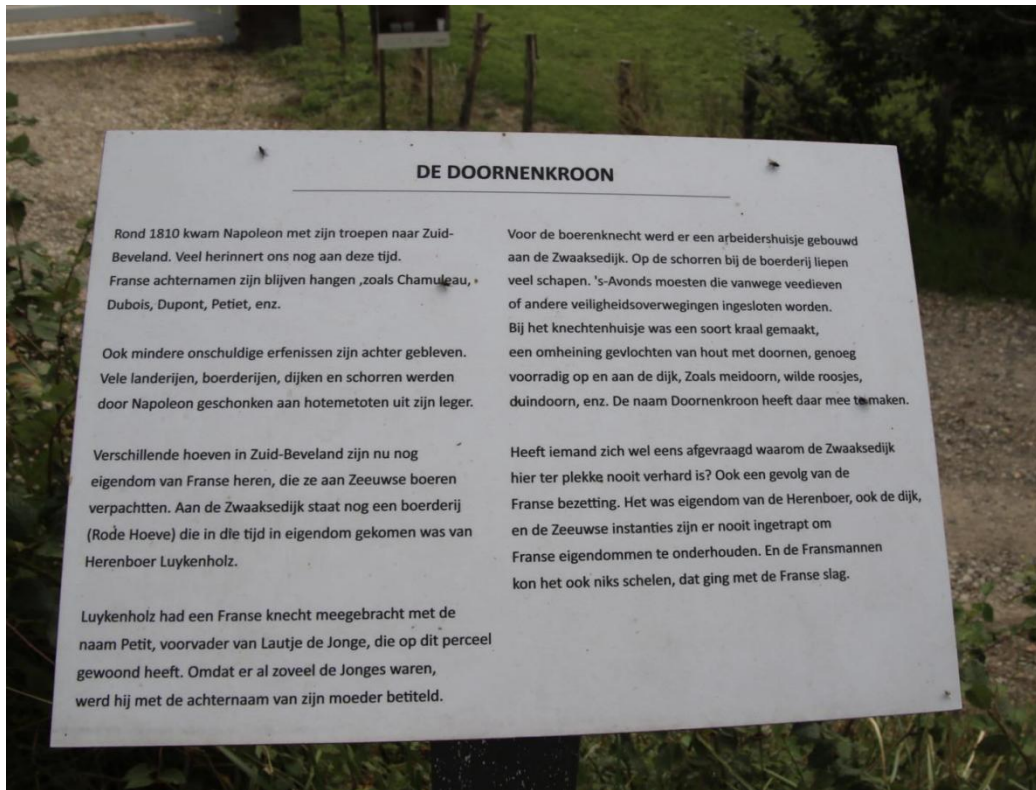 DE DOORNENKROON
Rond 1810 kwam Napoleon met zijn troepen naar Zuid-
Beveland. Veel herinnert ons nog aan deze tijd.
Franse achternamen zijn blijven hangen ,zoals Chamuleau,
Dubois, Dupont, Petiet, enz.
Ook mindere onschuldige erfenissen zijn achter gebleven.
Vele landerijen, boerderijen, dijken en schorren werden
door Napoleon geschonken aan hotemetoten uit zijn leger.
Verschillende hoeven in Zuid-Beveland zijn nu nog
eigendom van Franse heren, die ze aan Zeeuwse boeren
verpachtten. Aan de Zwaaksedijk staat nog een boerderij
(Rode Hoeve) die in die tijd in eigendom gekomen was van
Herenboer Luykenholz.
Luykenholz had een Franse knecht meegebracht met de
naam Petit, voorvader van Lautje de Jonge, die op dit perceel
gewoond heeft. Omdat er al zoveel de Jonges waren,
werd hij met de achternaam van zijn moeder betiteld.
Voor de boerenknecht werd er een arbeidershuisje gebouwd
aan de Zwaaksedijk. Op de schorren bij de boerderij liepen
veel schapen. 's-Avonds moesten die vanwege veedieven
of andere veiligheidsoverwegingen ingesloten worden.
Bij het knechtenhuisje was een soort kraal gemaakt,
een omheining gevlochten van hout met doornen, genoeg
voorradig op en aan de dijk, Zoals meidoorn, wilde roosjes,
duindoorn, enz. De naam Doornenkroon heeft daar mee te maken.
Heeft iemand zich wel eens afgevraagd waarom de Zwaaksedijk
hier ter plekke nooit verhard is? Ook een gevolg van de
Franse bezetting. Het was eigendom van de Herenboer, ook de dijk,
en de Zeeuwse instanties zijn er nooit ingetrapt om
Franse eigendommen te onderhouden. En de Fransmannen
kon het ook niks schelen, dat ging met de Franse slag.